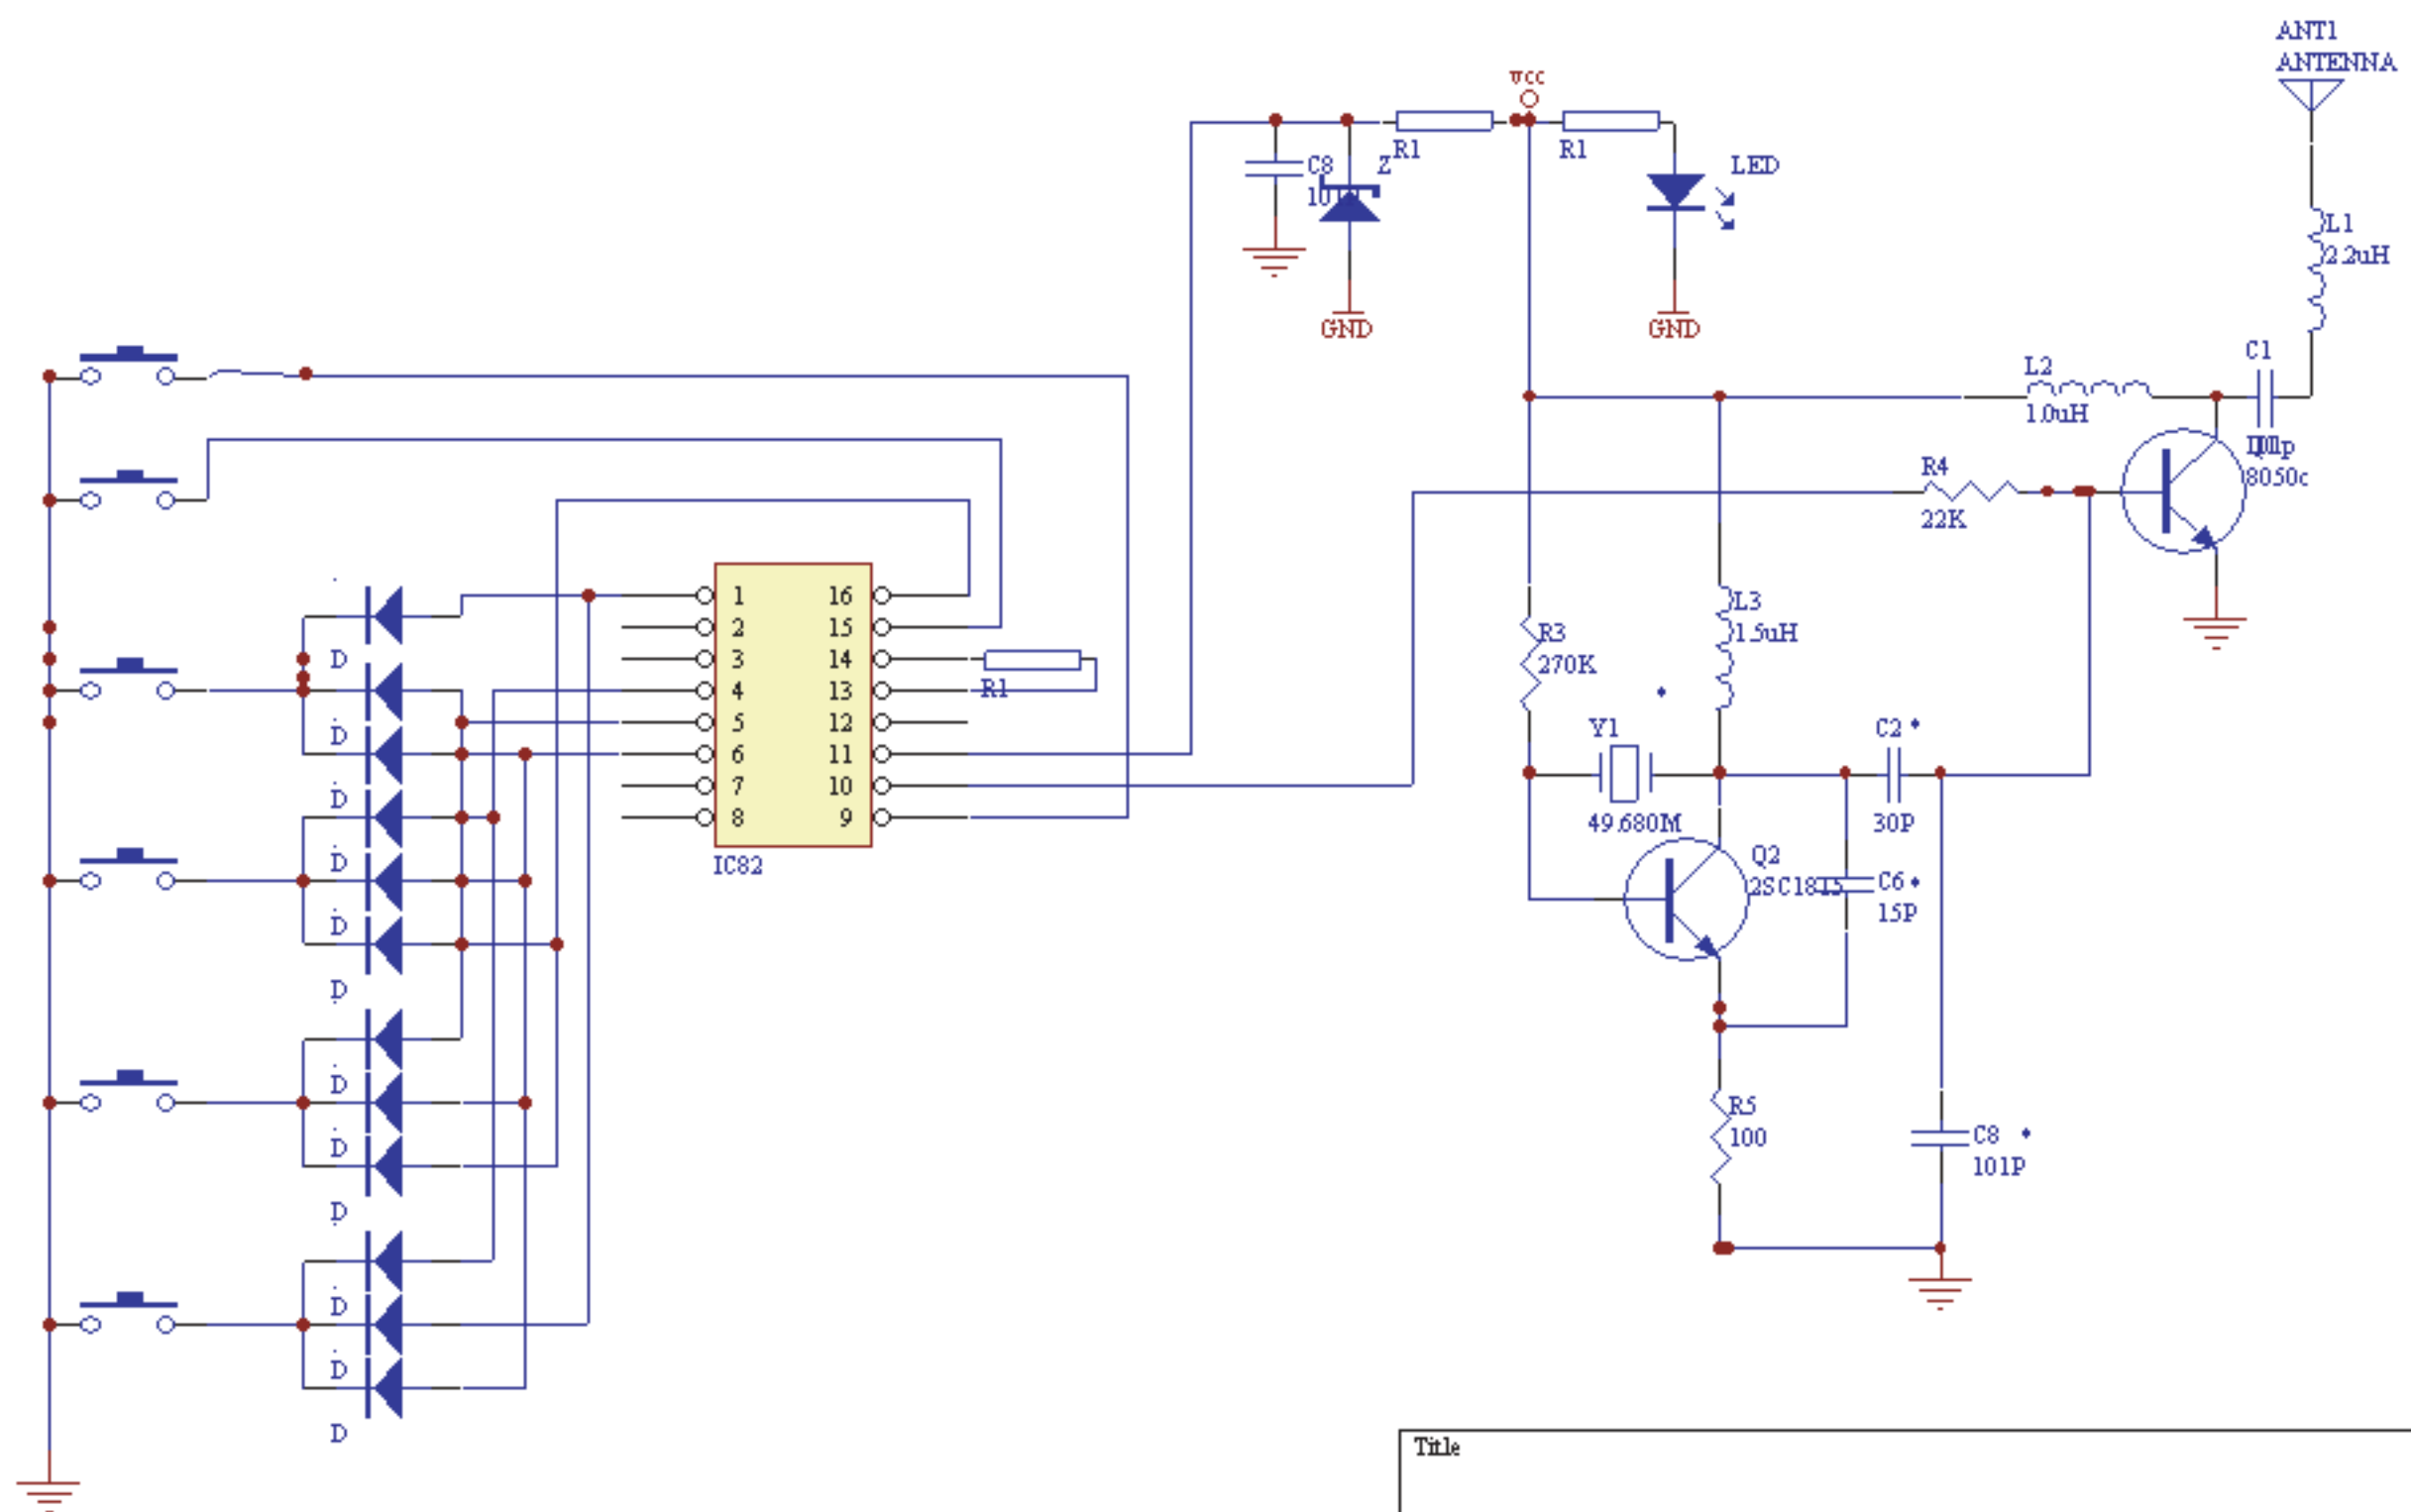 ANT1
ANTENNA
VCC
C8
Z
R1
R1
LED
GND
GND
L1
2.2uH
C1
L2
1.0uH
8050c
R4
22K
1 16
2 15
3 14
4 13
5 12
6 11
7 10
8 9
IC82
R1
D
D
D
D
D
D
D
D
D
D
D
D
R3
270K
L3
1.5uH
Y1
49.680M
C2
30P
Q2
2SC1815
C6
15P
R5
100
C8
101P
Title